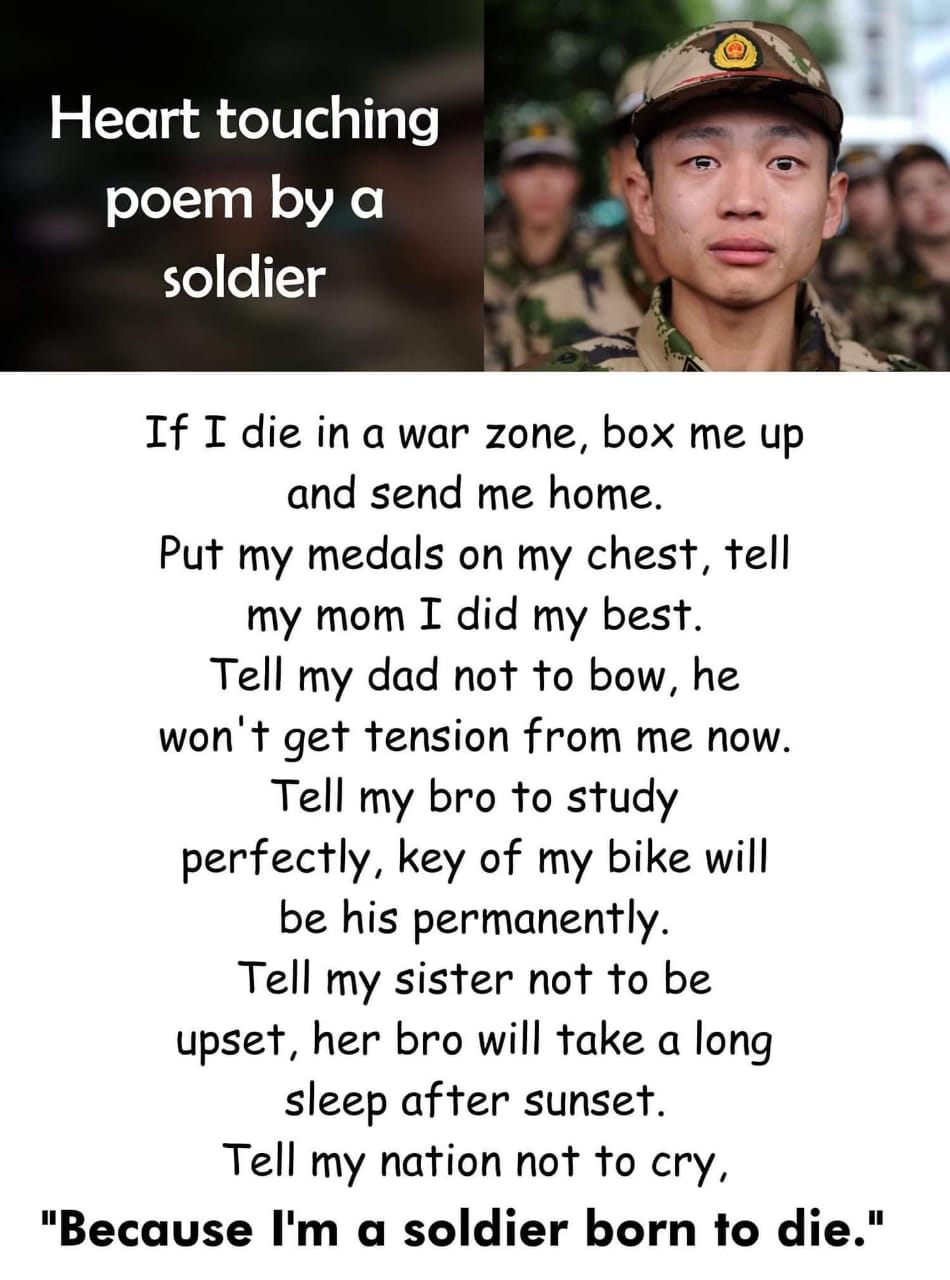 Heart touching
poem by a
soldier
If I die in a war zone, box me up
and send me home.
Put my medals on my chest, tell
my mom I did my best.
Tell my dad not to bow, he
won't get tension from me now.
Tell my bro to study
perfectly, key of my bike will
be his permanently.
Tell my sister not to be
upset, her bro will take a long
sleep after sunset.
Tell my nation not to cry,
"Because I'm a soldier born to die."